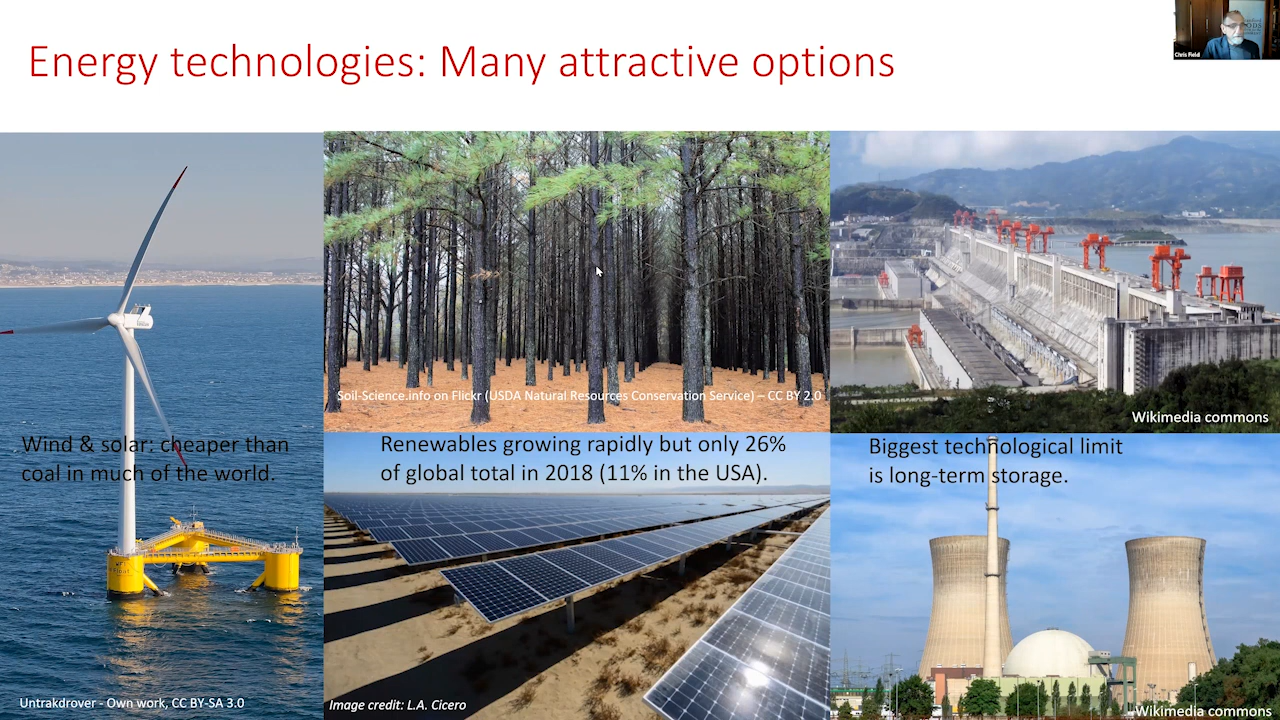 Energy technologies: Many attractive options
Chris Field
Soil-Science.info on Flickr (USDA Natural Resources Conservation Service) – CC BY 2.0
Wikimedia commons
Wind & solar: cheaper than
coal in much of the world.
Renewables growing rapidly but only 26%
of global total in 2018 (11% in the USA).
Biggest technological limit
is long-term storage.
Untrakdrover - Own work, CC BY-SA 3.0
Image credit: L.A. Cicero
Wikimedia commons